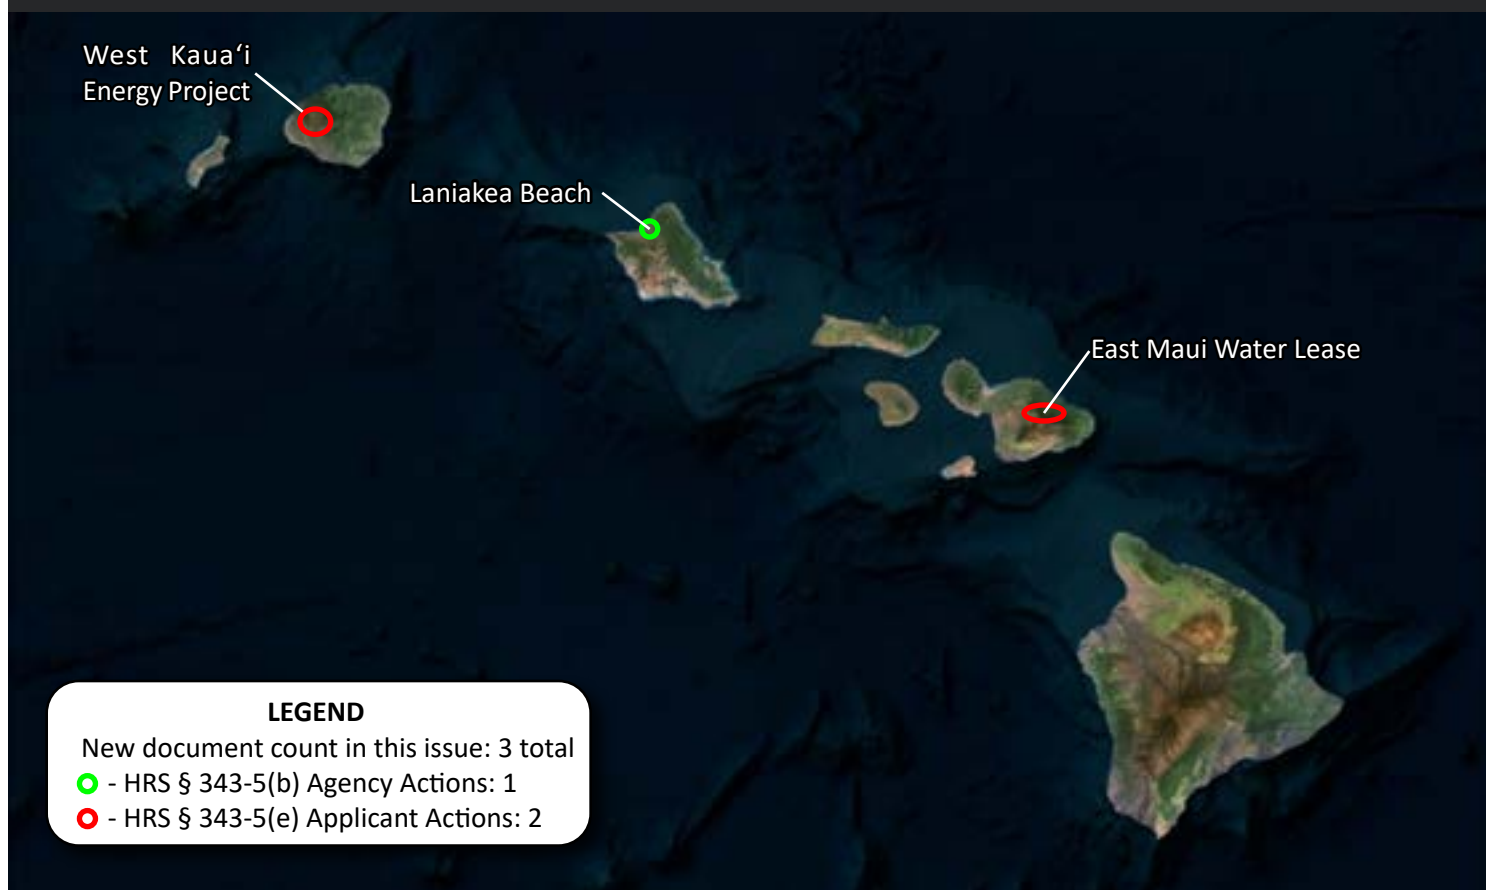 West Kauaʻi
Energy Project
Laniakea Beach
East Maui Water Lease
LEGEND
New document count in this issue: 3 total
- HRS § 343-5(b) Agency Actions: 1
- HRS § 343-5(e) Applicant Actions: 2